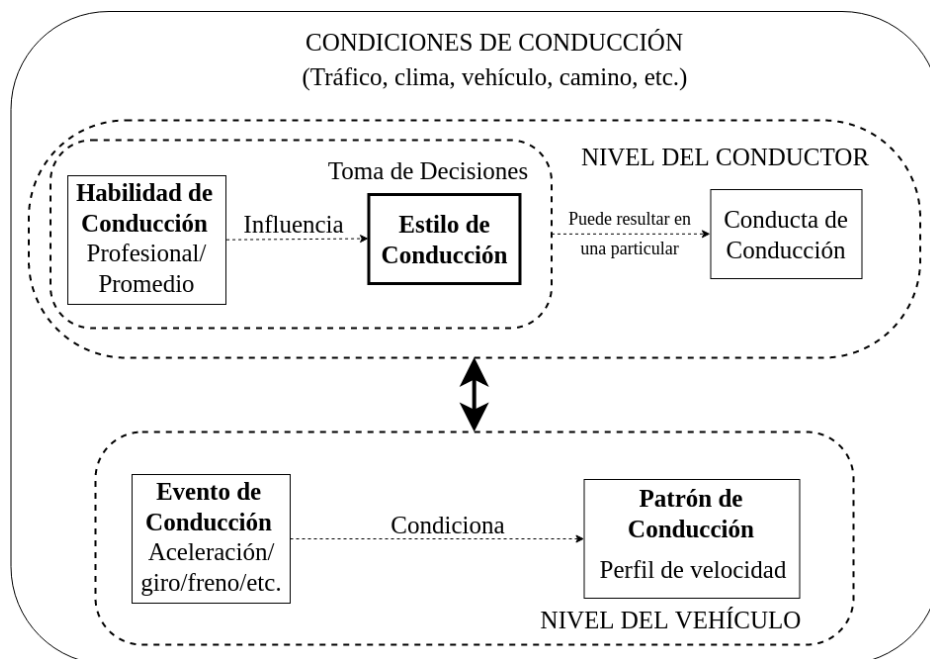 CONDICIONES DE CONDUCCIÓN
(Tráfico, clima, vehículo, camino, etc.)
NIVEL DEL CONDUCTOR
Toma de Decisiones
Habilidad de
Conducción
Profesional/
Promedio
Influencia
Estilo de
Conducción
Puede resultar en
una particular
Conducta de
Conducción
Evento de
Conducción
Aceleración/
giro/freno/etc.
Condiciona
Patrón de
Conducción
Perfil de velocidad
NIVEL DEL VEHÍCULO